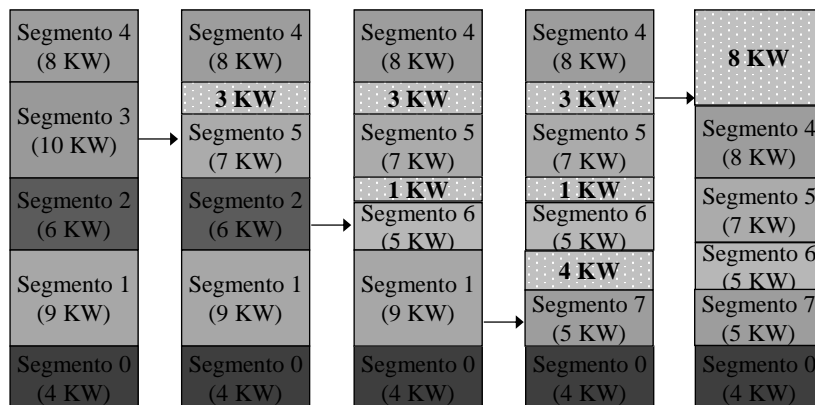 Segmento 4
(8 KW)
Segmento 3
(10 KW)
Segmento 2
(6 KW)
Segmento 1
(9 KW)
Segmento 0
(4 KW)
Segmento 4
(8 KW)
3 KW
Segmento 5
(7 KW)
Segmento 2
(6 KW)
Segmento 1
(9 KW)
Segmento 0
(4 KW)
Segmento 4
(8 KW)
3 KW
Segmento 5
(7 KW)
1 KW
Segmento 6
(5 KW)
Segmento 1
(9 KW)
Segmento 0
(4 KW)
Segmento 4
(8 KW)
3 KW
Segmento 5
(7 KW)
1 KW
Segmento 6
(5 KW)
4 KW
Segmento 7
(5 KW)
Segmento 0
(4 KW)
8 KW
Segmento 4
(8 KW)
Segmento 5
(7 KW)
Segmento 6
(5 KW)
Segmento 7
(5 KW)
Segmento 0
(4 KW)